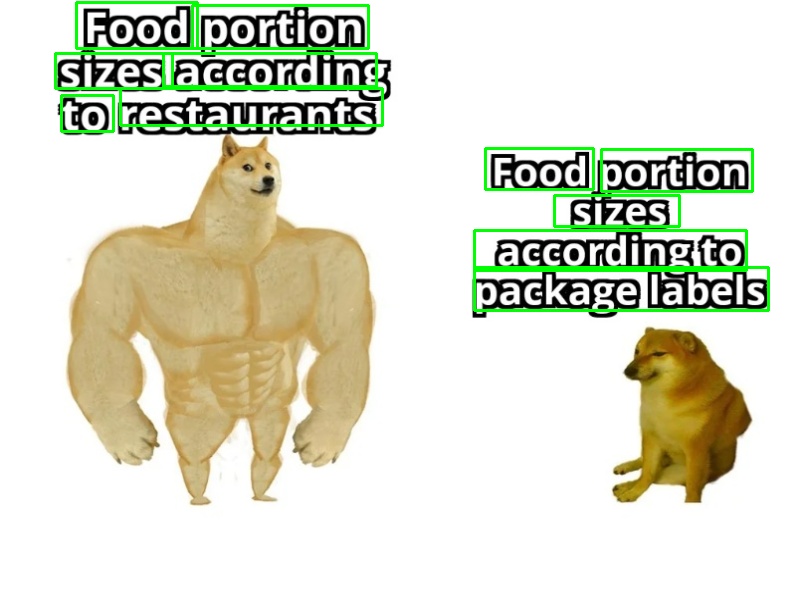 Food portion
sizes according
to restaurants
Food portion
sizes
according to
package labels